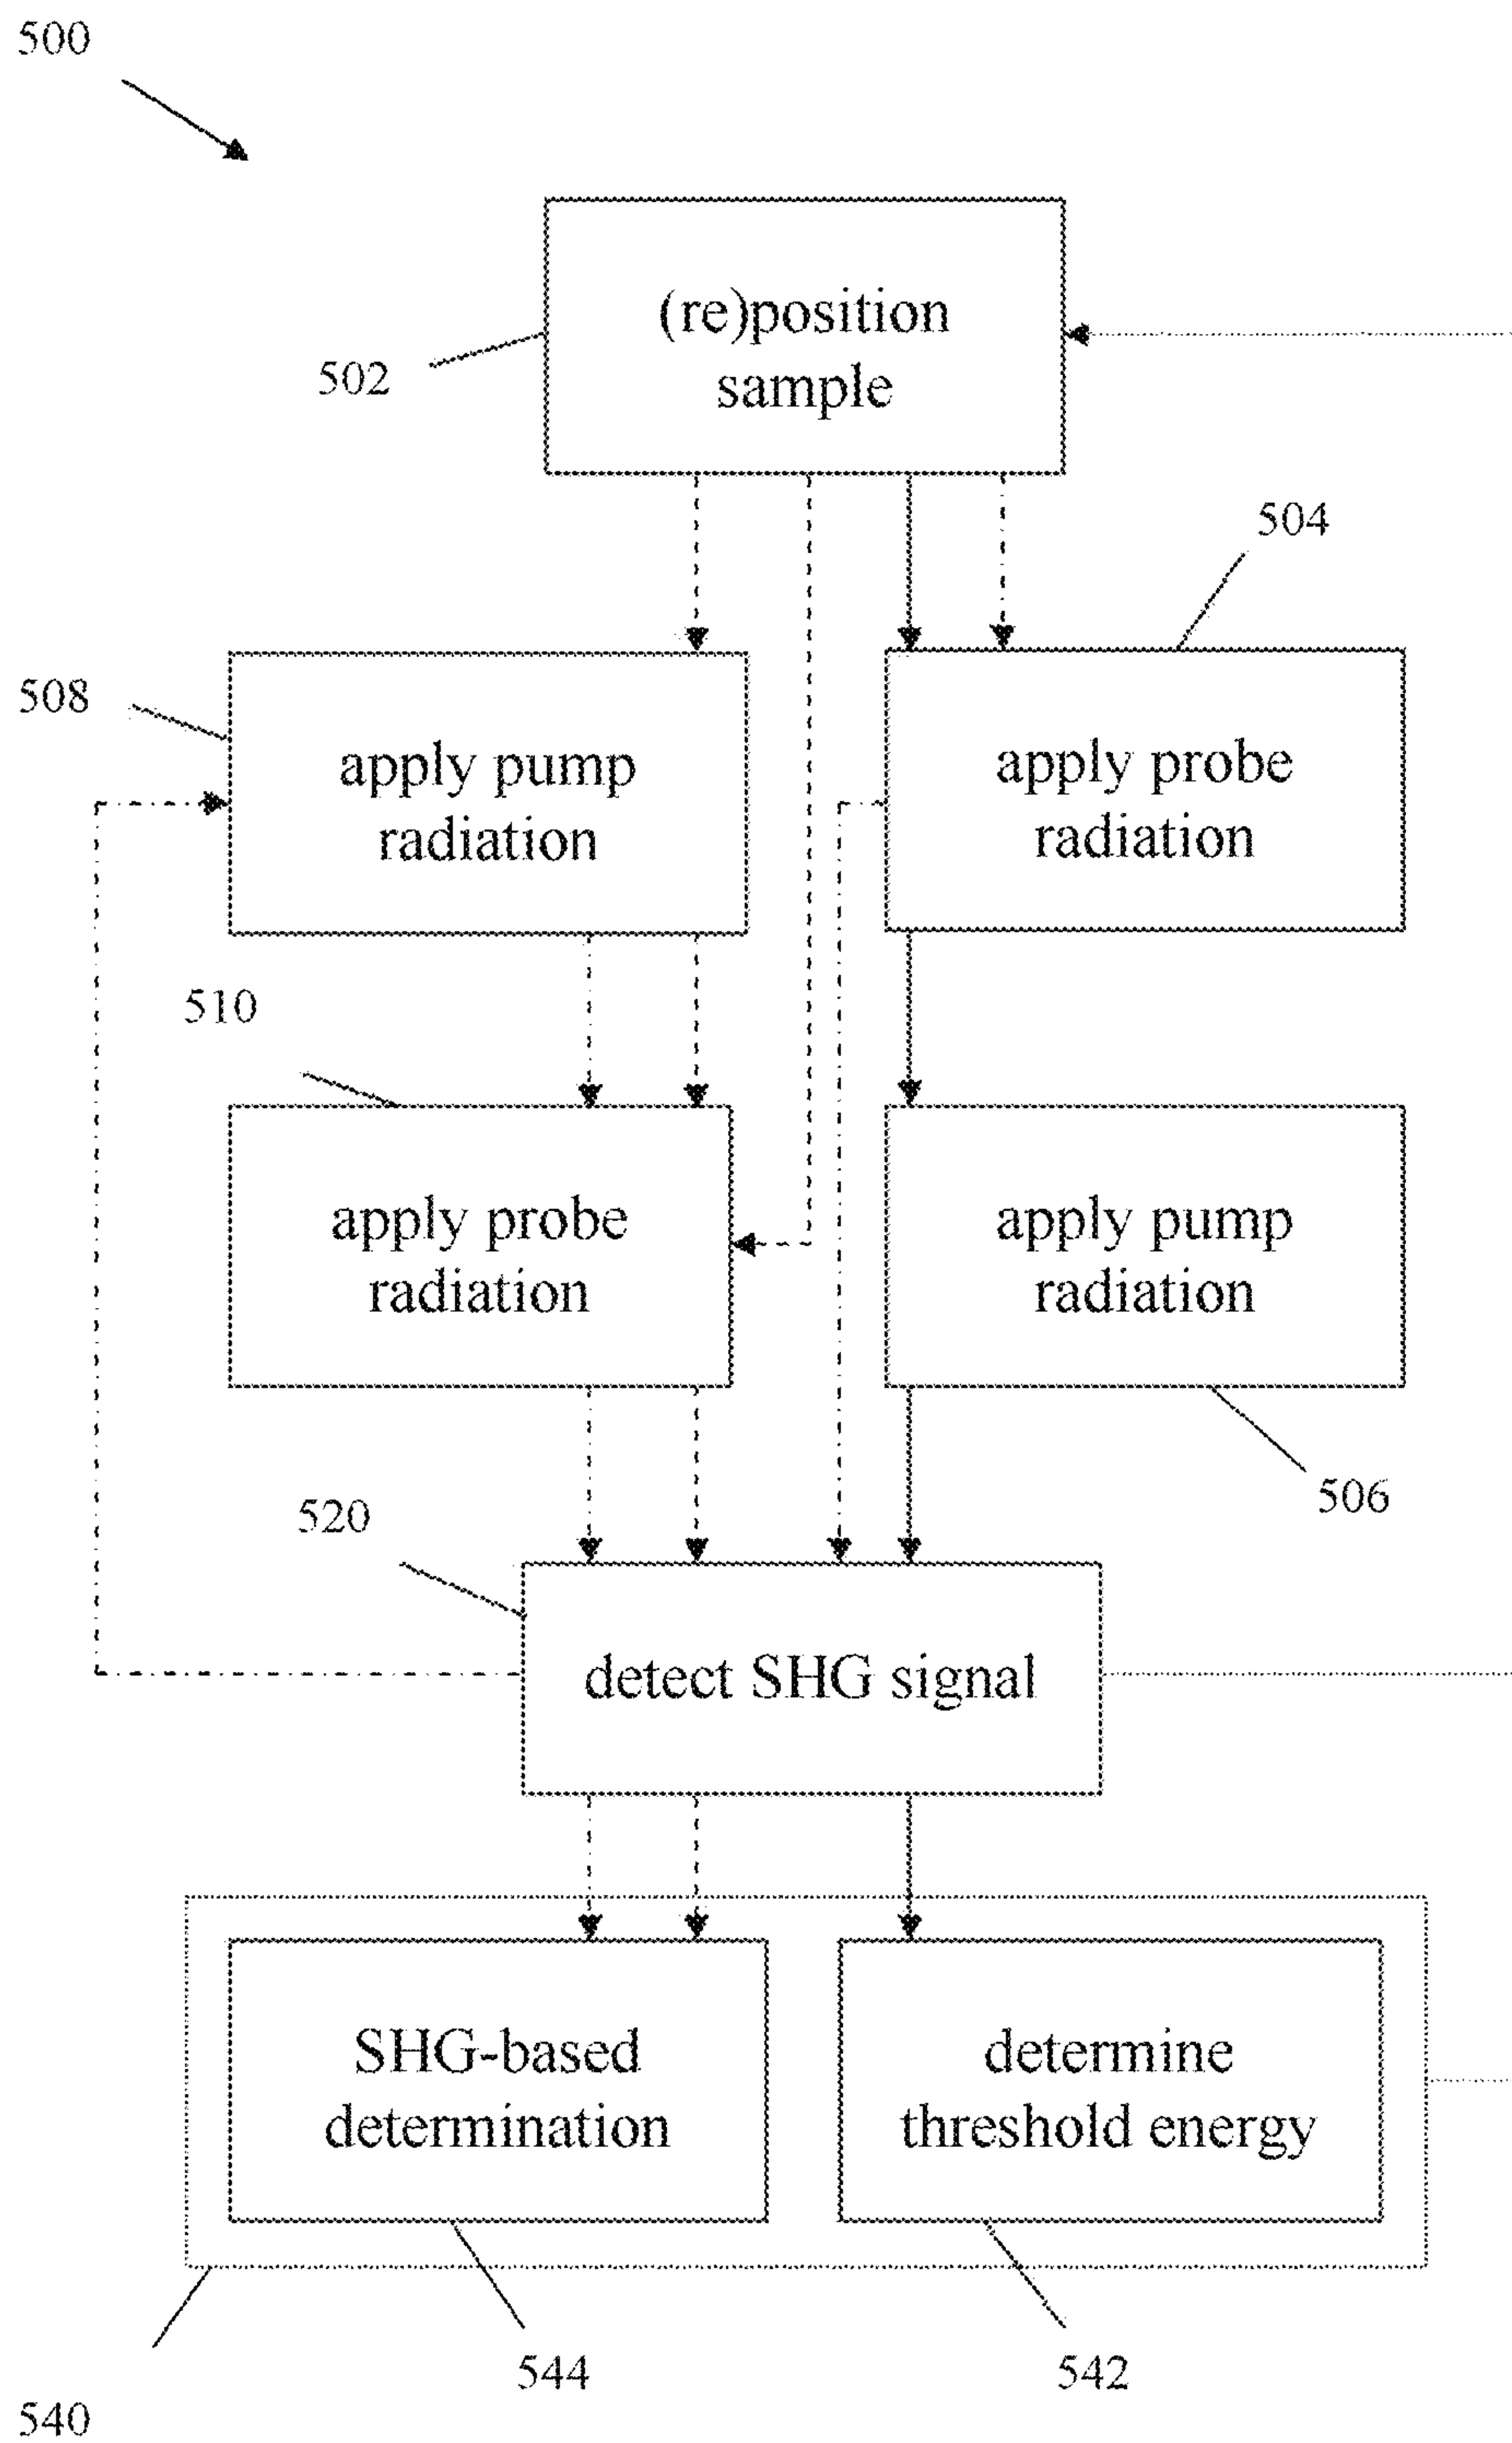 500
(re)position
sample
502
504
508
apply pump
radiation
apply probe
radiation
510
apply probe
radiation
apply pump
radiation
506
520
detect SHG signal
SHG-based
determination
determine
threshold energy
544
542
540